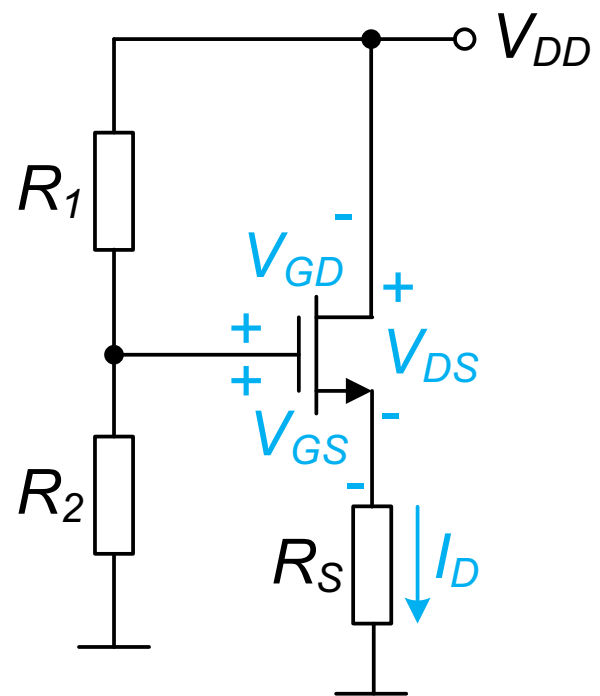 V_DD
R_1
-
V_GD
+
+
V_DS
+
-
V_GS
-
R_2
R_S
I_D